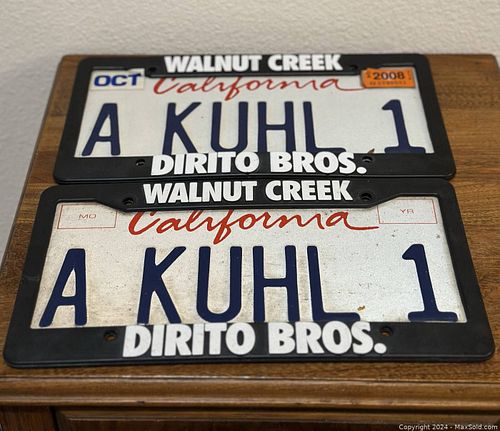 WALNUT CREEK
OCT California 2008
A KUHL 1
DIRITO BROS.
WALNUT CREEK
MO California YR
A KUHL 1
DIRITO BROS.
Copyright 2024 - MaxSold.com